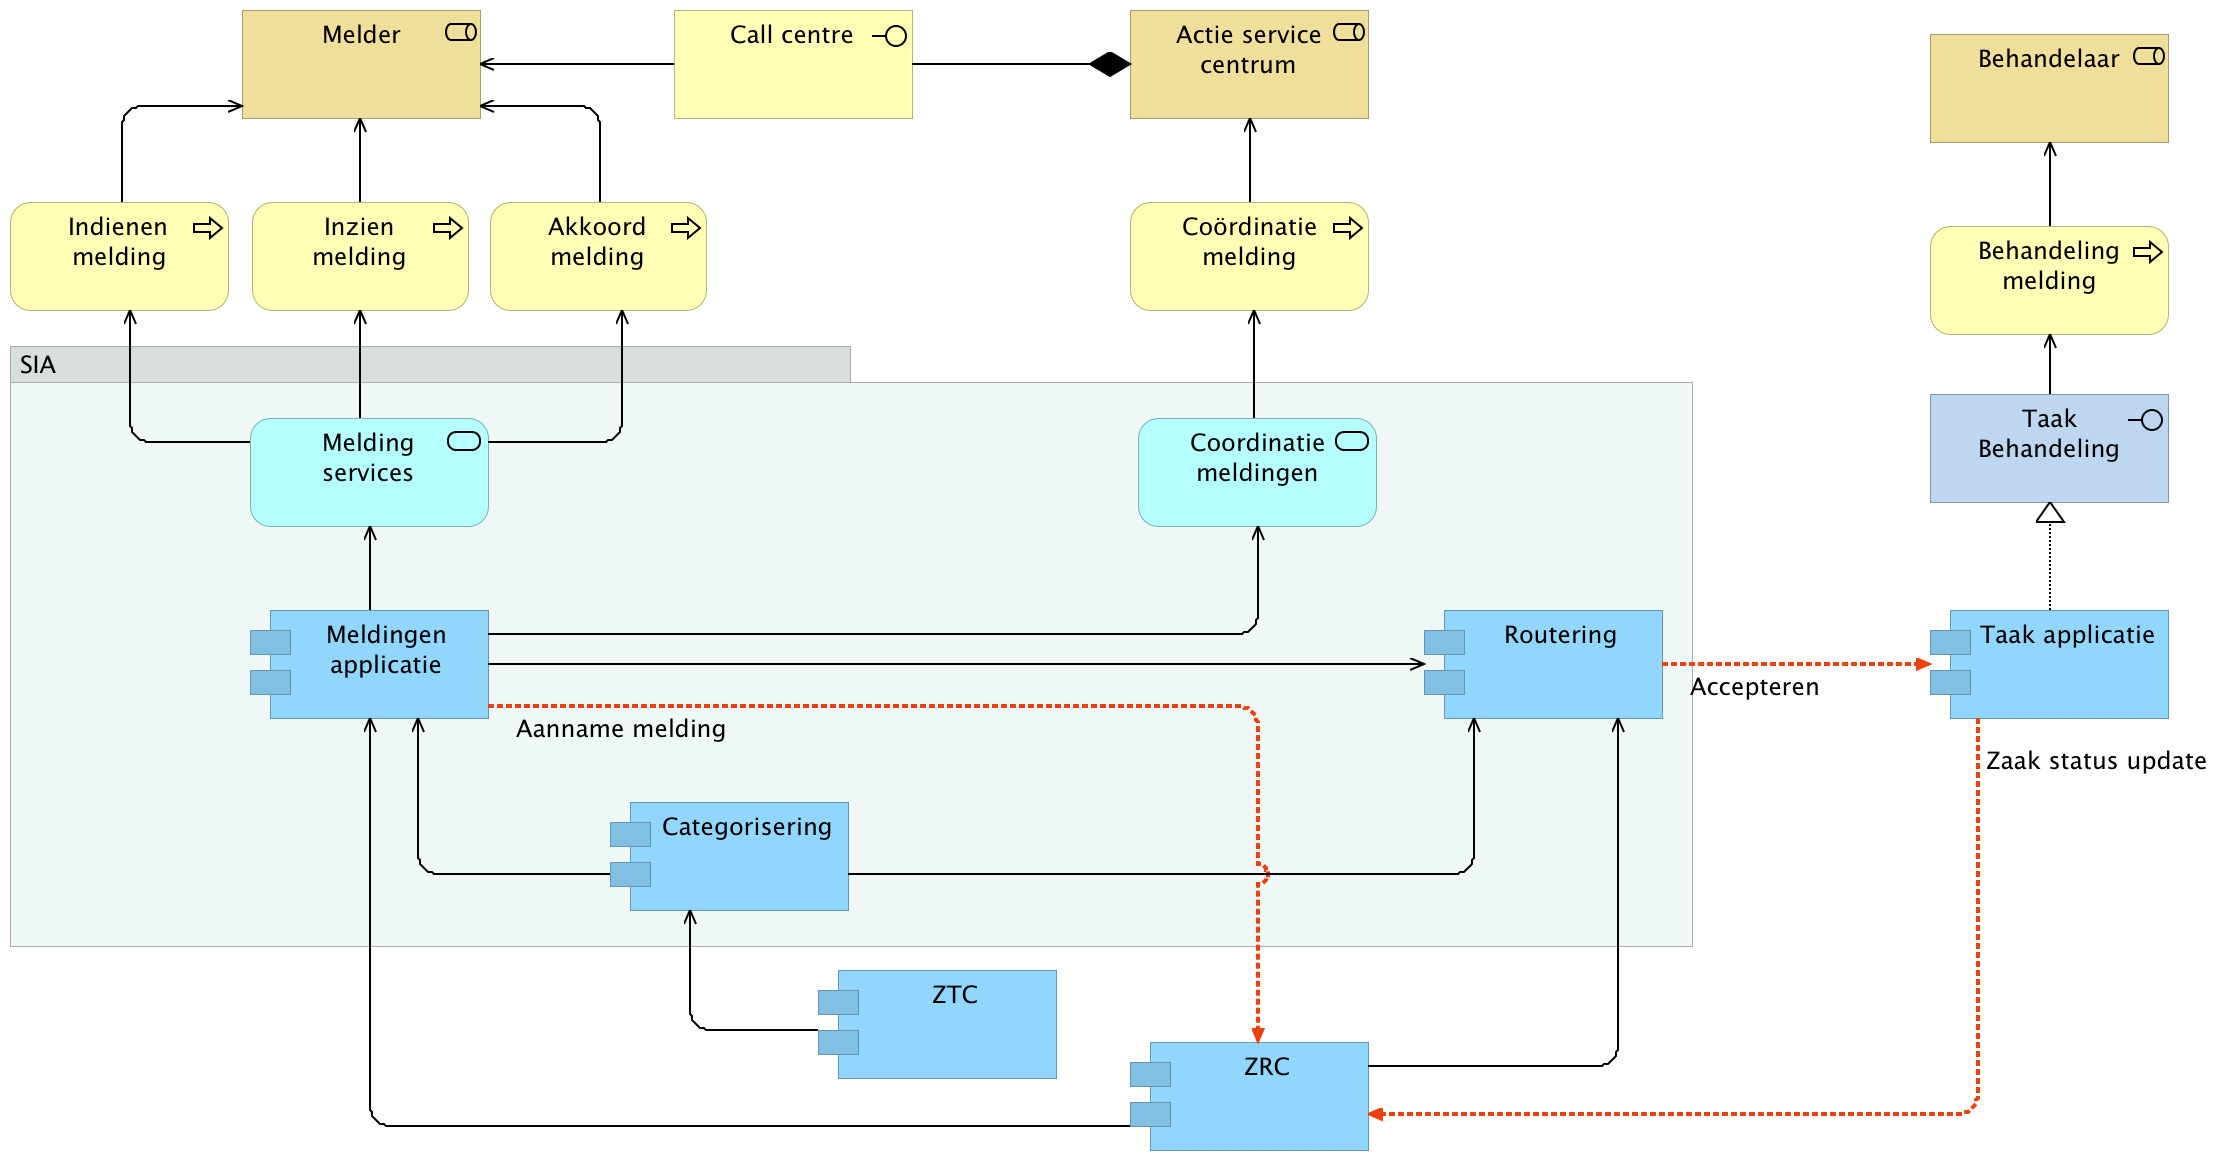 Melder
Call centre
Actie service
centrum
Behandelaar
Indienen
melding
Inzien
melding
Akkoord
melding
Coördinatie
melding
Behandeling
melding
SIA
Melding
services
Coordinatie
meldingen
Taak
Behandeling
Meldingen
applicatie
Routering
Taak applicatie
Accepteren
Aanname melding
Zaak status update
Categorisering
ZTC
ZRC